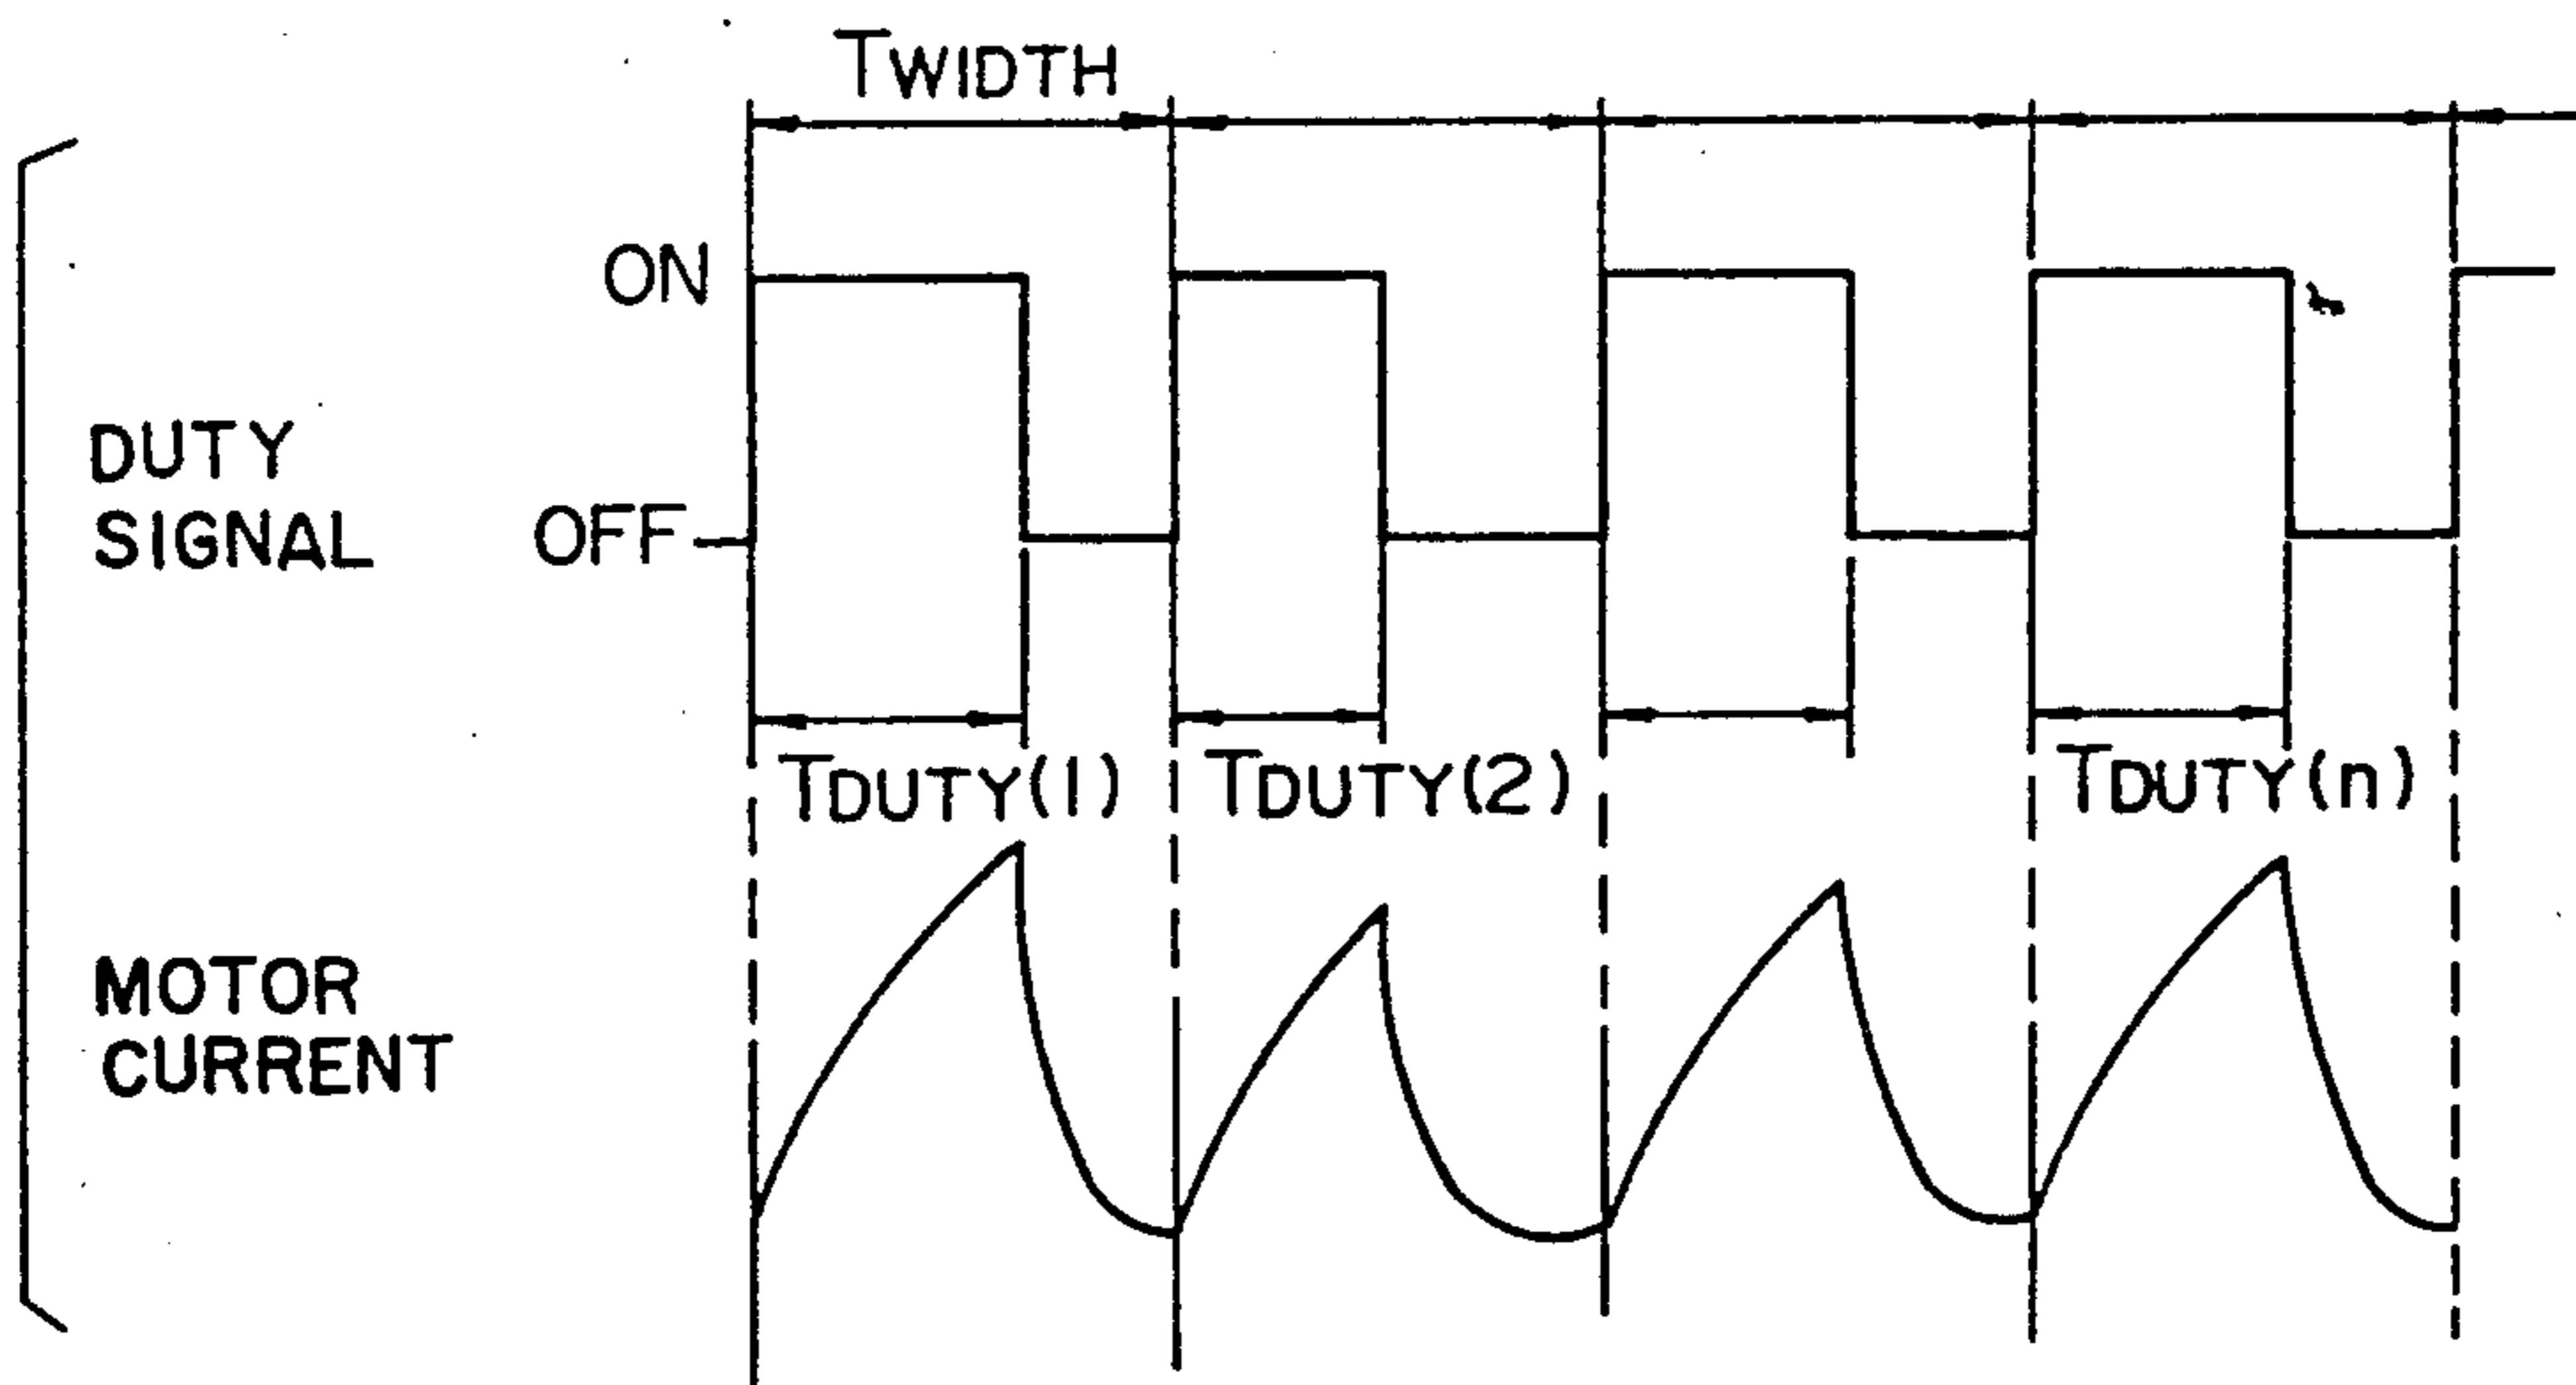 TWIDTH
ON
DUTY
SIGNAL
OFF
TDUTY(1)
TDUTY(2)
TDUTY(n)
MOTOR
CURRENT